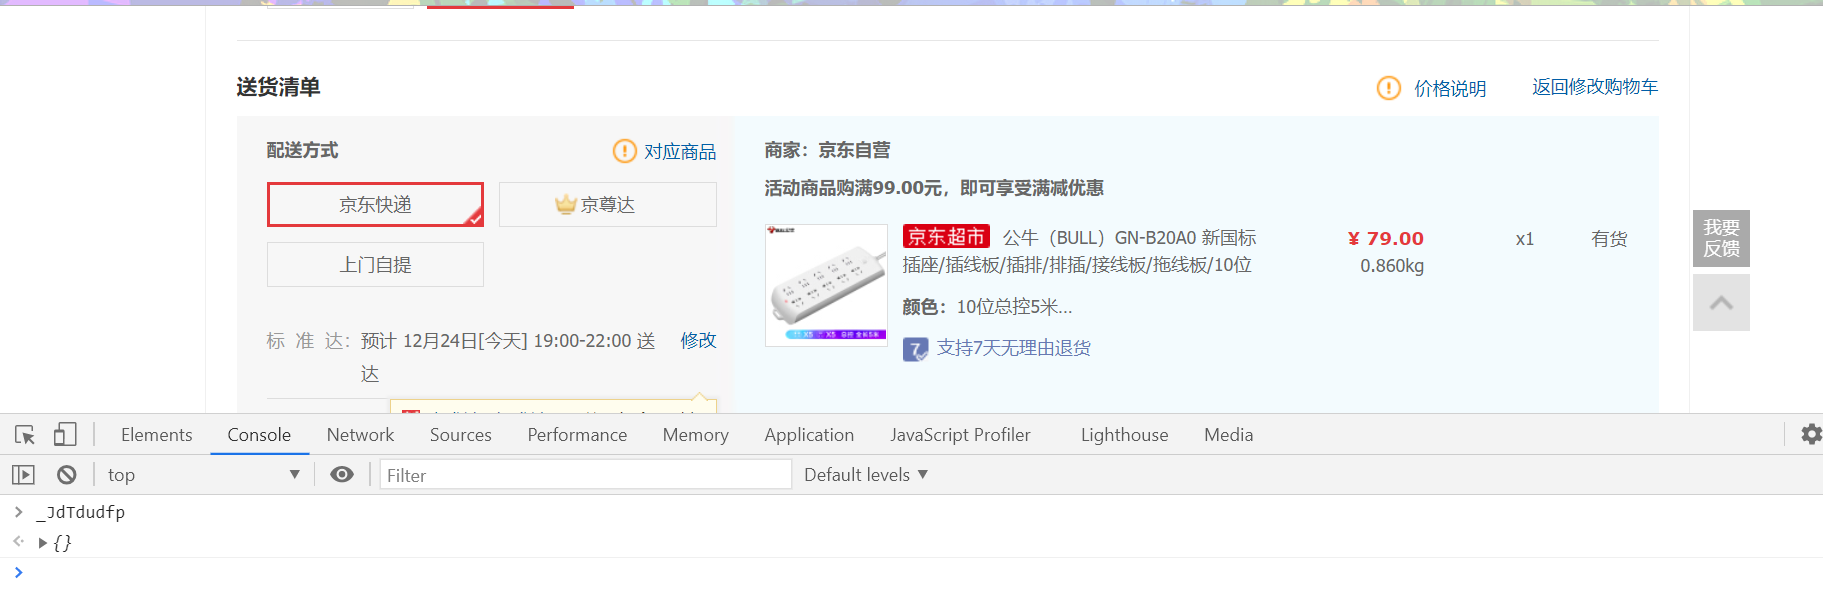 送货清单
价格说明 返回修改购物车
配送方式 对应商品
京东快递 京尊达
上门自提
标 准 达： 预计 12月24日[今天] 19:00-22:00 送达 修改
商家：京东自营
活动商品购满99.00元，即可享受满减优惠
京东超市 公牛（BULL）GN-B20A0 新国标
插座/插线板/插排/排插/接线板/拖线板/10位
¥ 79.00 x1 有货
0.860kg
颜色：10位总控5米...
7 支持7天无理由退货
我要
反馈
Elements Console Network Sources Performance Memory Application JavaScript Profiler Lighthouse Media
top Filter Default levels
_JdTdudfp
{}